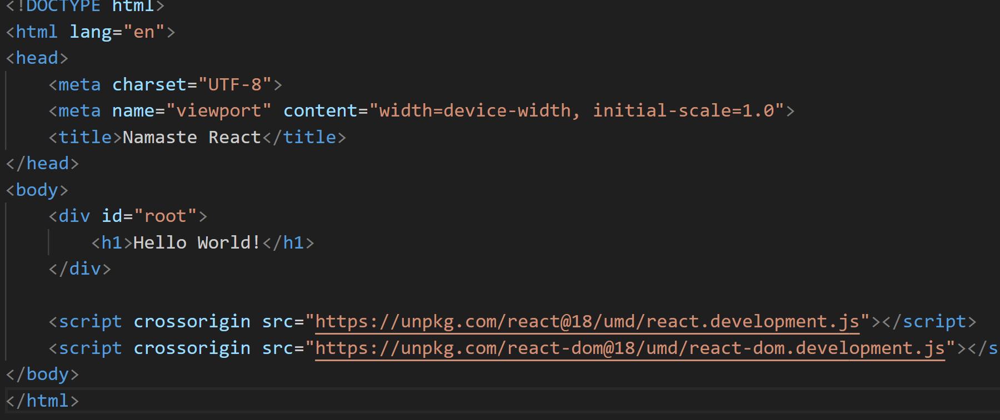 <!DOCTYPE html>
<html lang="en">
<head>
    <meta charset="UTF-8">
    <meta name="viewport" content="width=device-width, initial-scale=1.0">
    <title>Namaste React</title>
</head>
<body>
    <div id="root">
        <h1>Hello World!</h1>
    </div>

    <script crossorigin src="https://unpkg.com/react@18/umd/react.development.js"></script>
    <script crossorigin src="https://unpkg.com/react-dom@18/umd/react-dom.development.js"></s
</body>
</html>